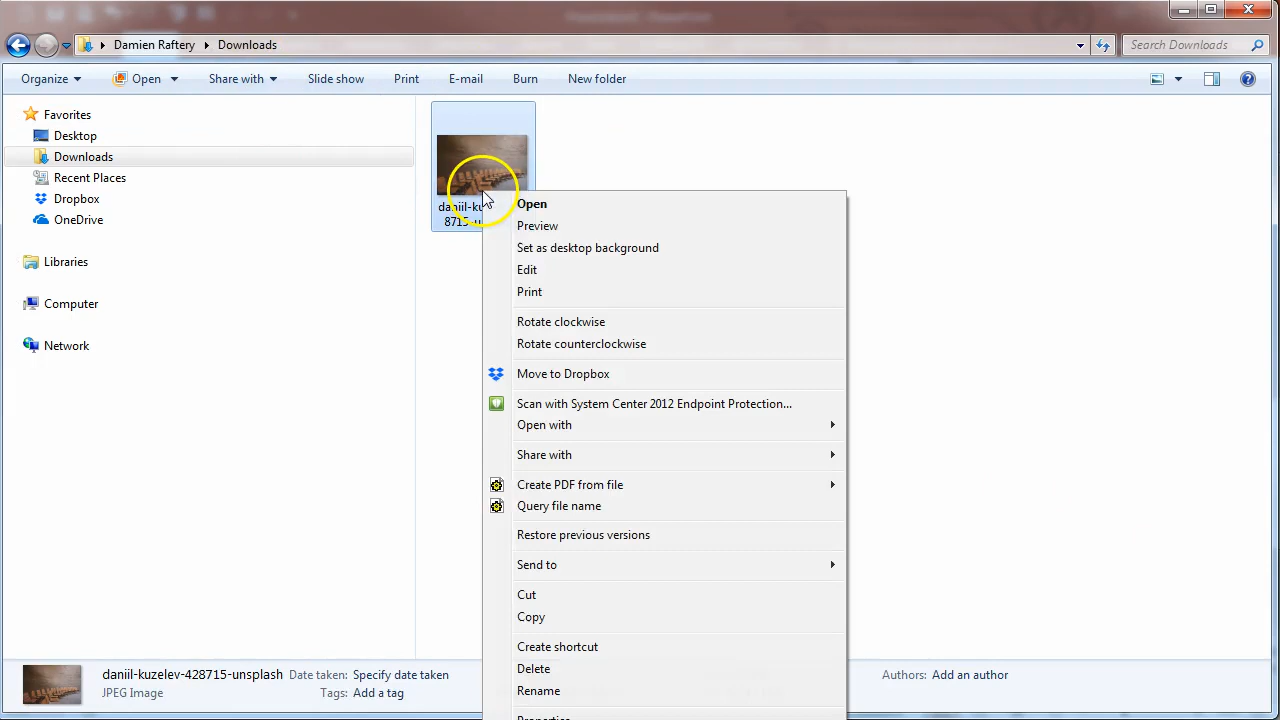 Damien Raftery
Downloads
Search Downloads
Organize
Open
Share with
Slide show
Print
E-mail
Burn
New folder
Favorites
Desktop
Downloads
Recent Places
Dropbox
OneDrive
Libraries
Computer
Network
daniil-ku
8715-u
Open
Preview
Set as desktop background
Edit
Print
Rotate clockwise
Rotate counterclockwise
Move to Dropbox
Scan with System Center 2012 Endpoint Protection...
Open with
Share with
Create PDF from file
Query file name
Restore previous versions
Send to
Cut
Copy
Create shortcut
Delete
Rename
Properties
daniil-kuzelev-428715-unsplash
Date taken: Specify date taken
Authors: Add an author
JPEG Image
Tags: Add a tag